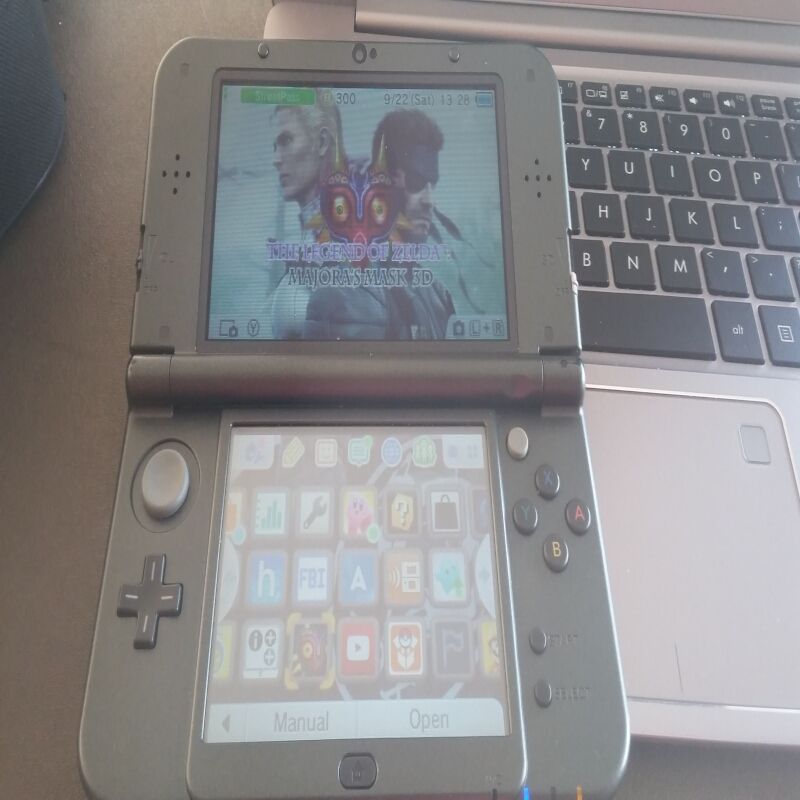 StreetPass 300 9/22 (Sat) 13 28
THE LEGEND OF ZELDA
MAJORA'S MASK 3D
Y L + R
h FBI A
Manual Open
X
Y A
B
START
SELECT
& 7 * 8 ( 9 ) 0
Y U I O P
H J K L
B N M
alt